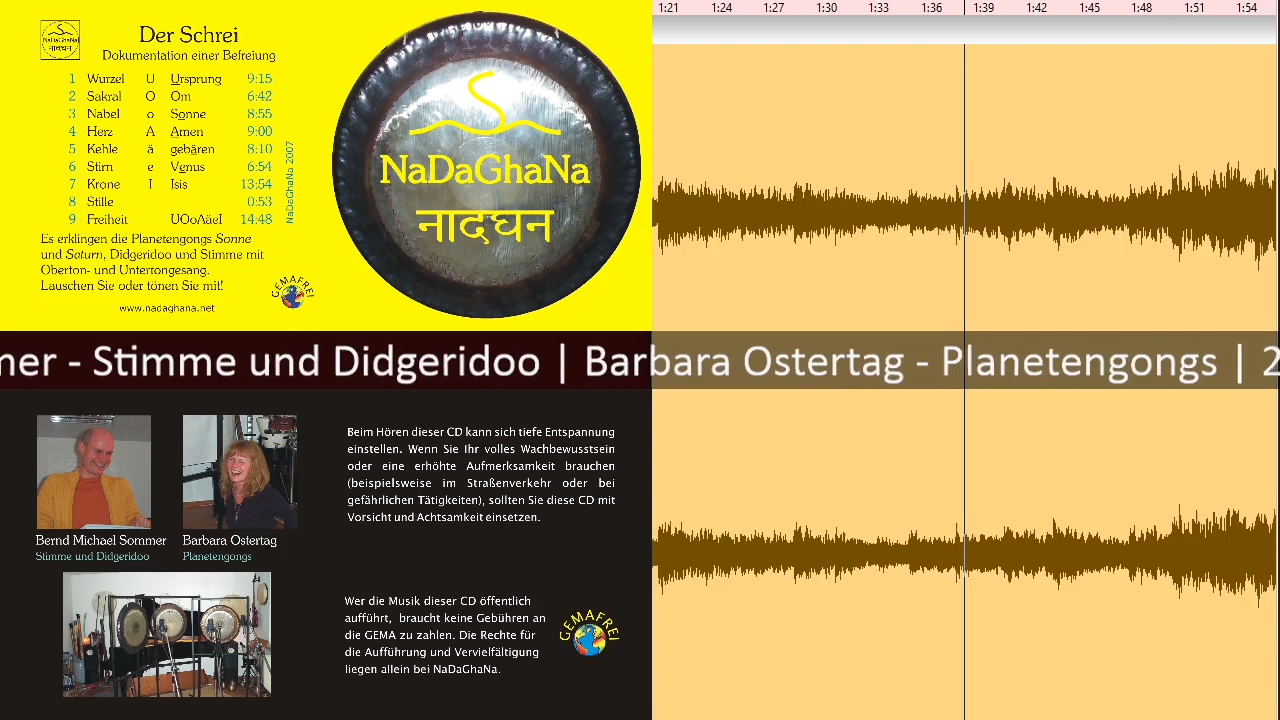 NaDaGhaNa
नादघन
Der Schrei
Dokumentation einer Befreiung
1 Wurzel U Ursprung 9:15
2 Sakral O Om 6:42
3 Nabel o Sonne 8:55
4 Herz A Amen 9:00
5 Kehle ä gebären 8:10
6 Stirn e Venus 6:54
7 Krone I Isis 13:54
8 Stille 0:53
9 Freiheit UOoAäeI 14:48
NaDaGhaNa 2007
Es erklingen die Planetengongs Sonne
und Saturn, Didgeridoo und Stimme mit
Oberton- und Untertongesang.
Lauschen Sie oder tönen Sie mit!
www.nadaghana.net
GEMAFREI
NaDaGhaNa
नादघन
1:21 1:24 1:27 1:30 1:33 1:36 1:39 1:42 1:45 1:48 1:51 1:54
mer - Stimme und Didgeridoo | Barbara Ostertag - Planetengongs | 2
Bernd Michael Sommer
Stimme und Didgeridoo
Barbara Ostertag
Planetengongs
Beim Hören dieser CD kann sich tiefe Entspannung
einstellen. Wenn Sie Ihr volles Wachbewusstsein
oder eine erhöhte Aufmerksamkeit brauchen
(beispielsweise im Straßenverkehr oder bei
gefährlichen Tätigkeiten), sollten Sie diese CD mit
Vorsicht und Achtsamkeit einsetzen.
Wer die Musik dieser CD öffentlich
aufführt, braucht keine Gebühren an
die GEMA zu zahlen. Die Rechte für
die Aufführung und Vervielfältigung
liegen allein bei NaDaGhaNa.
GEMAFREI